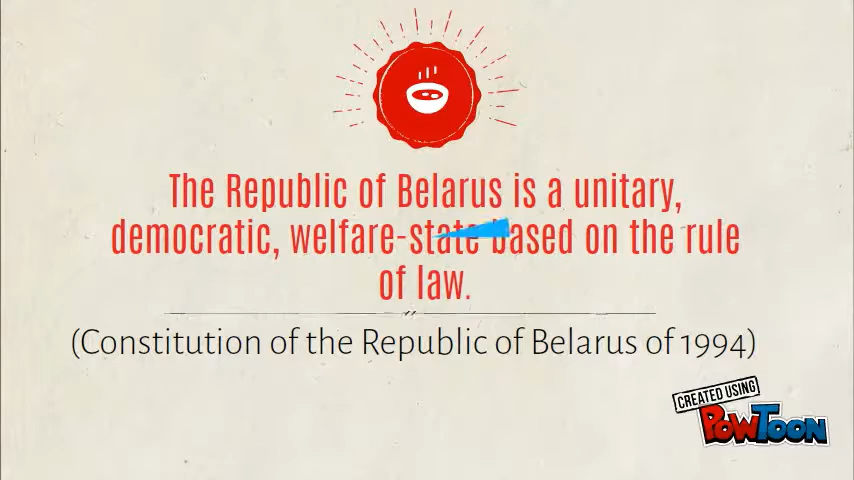 The Republic of Belarus is a unitary,
democratic, welfare-state based on the rule
of law.
(Constitution of the Republic of Belarus of 1994)
CREATED USING
POWTOON